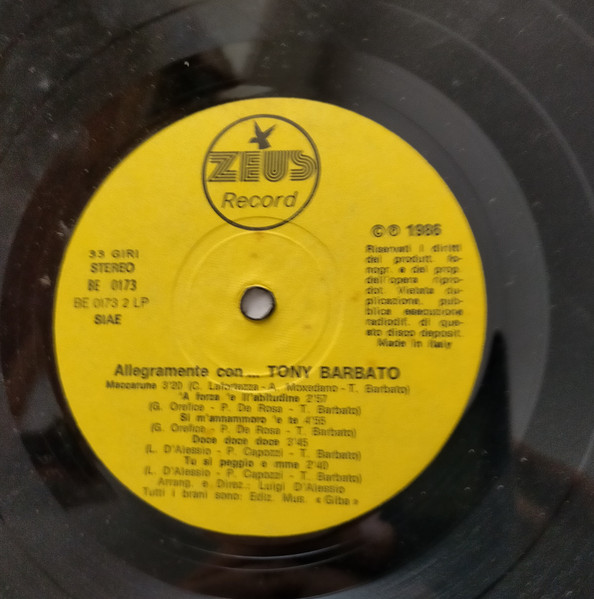 ZEUS
Record
33 GIRI
STEREO
BE 0173
BE 0173 2 LP
SIAE
© ℗ 1986
Riservati i diritti
del produtt. fo-
nogr. e del prop.
dell'opera ripro-
dot. Vietata du-
plicazione, pub-
blica esecuzione
radiodif. di que-
sto disco deposit.
Made in Italy
Allegramente con... TONY BARBATO
Maccarune 3'20 (C. - A. Moxedano - T. Barbato)
'A forza 'e ll'abitudine 2'57
(G. Orefice - P. De Rosa - T. Barbato)
Si m'annammoro 'e te 4'55
(G. Orefice - P. De Rosa - T. Barbato)
Doce doce doce 3'45
(L. D'Alessio - P. Capozzi - T. Barbato)
Tu si peggio e mme 2'40
(L. D'Alessio - P. Capozzi - T. Barbato)
Arrang. e Direz.: Luigi D'Alessio
Tutti i brani sono: Ediz. Mus. «Giba»